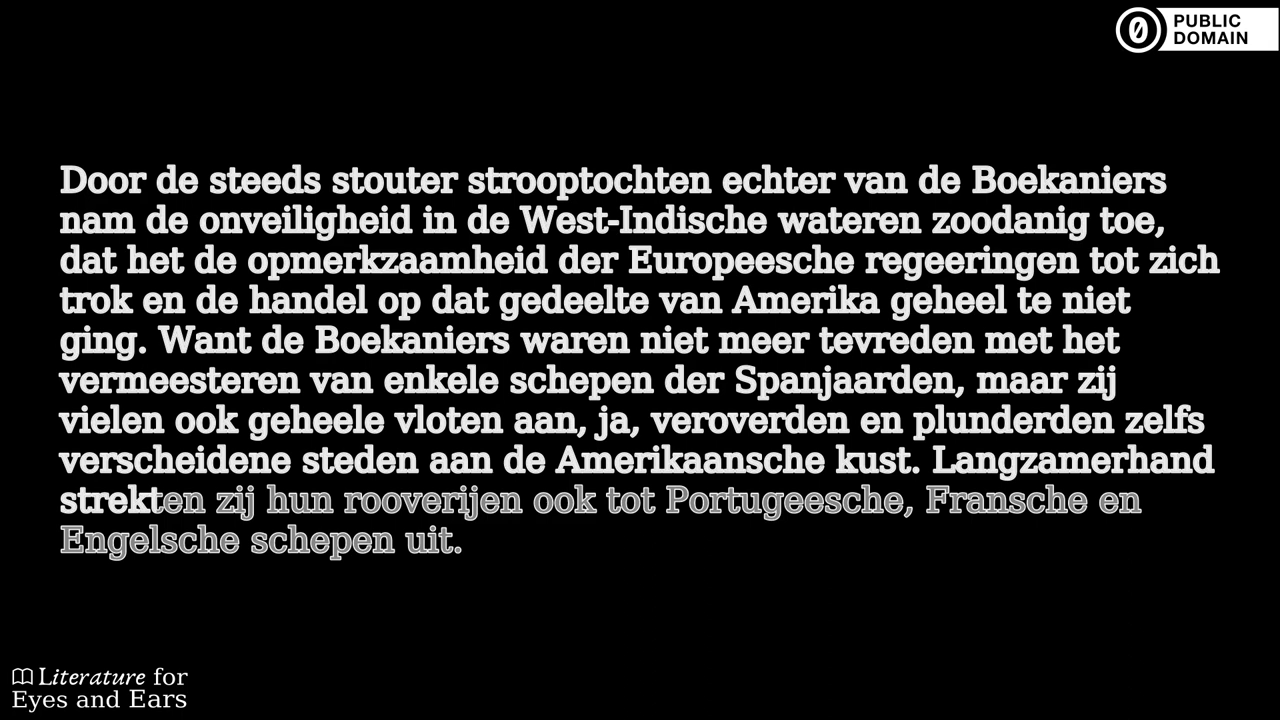 PUBLIC
DOMAIN
Door de steeds stouter strooptochten echter van de Boekaniers
nam de onveiligheid in de West-Indische wateren zoodanig toe,
dat het de opmerkzaamheid der Europeesche regeeringen tot zich
trok en de handel op dat gedeelte van Amerika geheel te niet
ging. Want de Boekaniers waren niet meer tevreden met het
vermeesteren van enkele schepen der Spanjaarden, maar zij
vielen ook geheele vloten aan, ja, veroverden en plunderden zelfs
verscheidene steden aan de Amerikaansche kust. Langzamerhand
strekten zij hun rooverijen ook tot Portugeesche, Fransche en
Engelsche schepen uit.
Literature for
Eyes and Ears